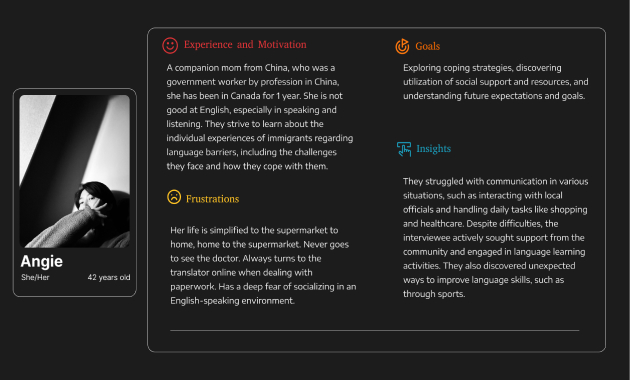 Angie
She/Her 42 years old
Experience and Motivation
A companion mom from China, who was a
government worker by profession in China,
she has been in Canada for 1 year. She is not
good at English, especially in speaking and
listening. They strive to learn about the
individual experiences of immigrants regarding
language barriers, including the challenges
they face and how they cope with them.
Frustrations
Her life is simplified to the supermarket to
home, home to the supermarket. Never goes
to see the doctor. Always turns to the
translator online when dealing with
paperwork. Has a deep fear of socializing in an
English-speaking environment.
Goals
Exploring coping strategies, discovering
utilization of social support and resources, and
understanding future expectations and goals.
Insights
They struggled with communication in various
situations, such as interacting with local
officials and handling daily tasks like shopping
and healthcare. Despite difficulties, the
interviewee actively sought support from the
community and engaged in language learning
activities. They also discovered unexpected
ways to improve language skills, such as
through sports.